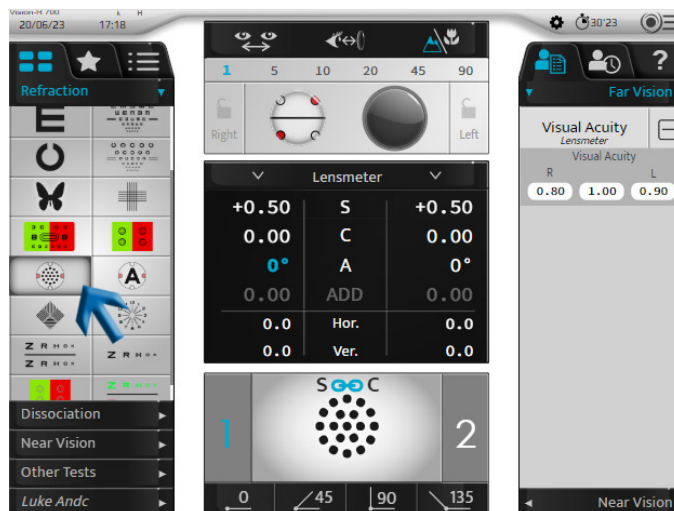 Vision-R 700
k H
20/06/23 17:18
30'23
Refraction
Far Vision
1 5 10 20 45 90
Right
Left
Visual Acuity
Lensmeter
Visual Acuity
R L
0.80 1.00 0.90
Lensmeter
+0.50 S +0.50
0.00 C 0.00
0° A 0°
0.00 ADD 0.00
0.0 Hor. 0.0
0.0 Ver. 0.0
E
B
A
Z R H O K
Z R H O K
Z R H O K
S C
1 2
0 45 90 135
Dissociation
Near Vision
Other Tests
Luke Andc
Near Vision
?